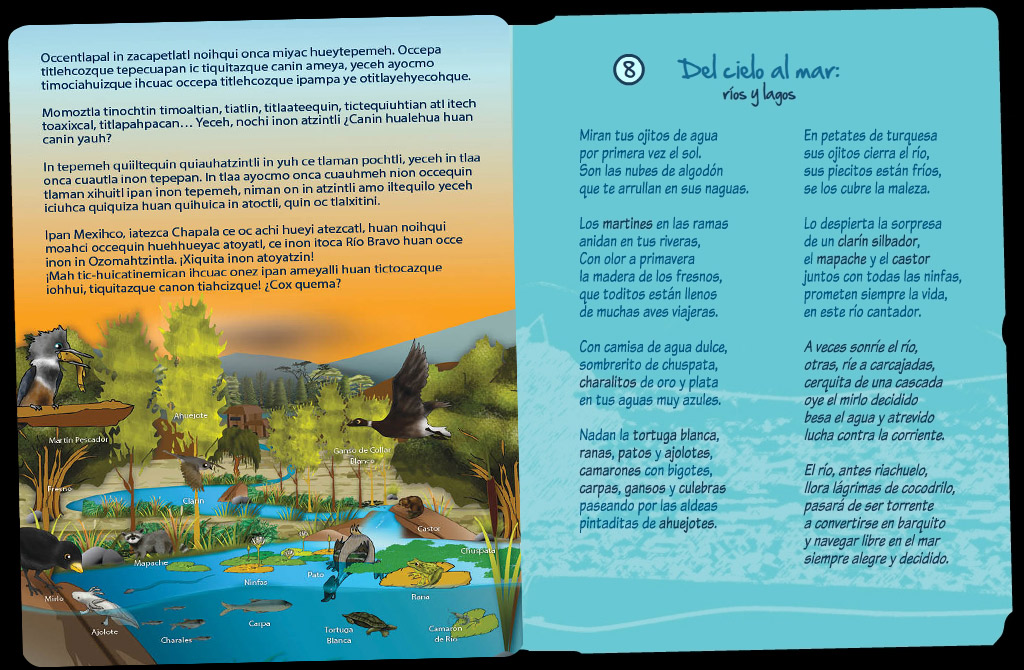 Occentlapal in zacapetlatl noihqui onca miyac hueytepemeh. Occepa
titlehcozque tepecuapan ic tiquitazque canin ameya, yeceh ayocmo
timociahuizque ihcuac occepa titlehcozque ipampa ye otitlayehyecohque.
Momoztla tinochtin timoaltian, tiatlin, titlaateequin, tictequiuhtian atl itech
toaxixcal, titlapahpacan... Yeceh, nochi inon atzintli ¿Canin hualehua huan
canin yauh?
In tepemeh quiiltequin quiauhatzintli in yuh ce tlaman pochtli, yeceh in tlaa
onca cuautla inon tepepan. In tlaa ayocmo onca cuauhmeh nion occequin
tlaman xihuitl ipan inon tepemeh, niman on in atzintli amo iltequilo yeceh
iciuhca quiquiza huan quihuica in atoctli, quin oc tlalxitini.
Ipan Mexihco, iatezca Chapala ce oc achi hueyi atezcatl, huan noihqui
moahci occequin huehhueyac atoyatl, ce inon itoca Río Bravo huan occe
inon in Ozomahtzintla. ¡Xiquita inon atoyatzin!
¡Mah tic-huicatinemican ihcuac onez ipan ameyalli huan tictocazque
iohhui, tiquitzazque canon tiahcizque! ¿Cox quema?
Martín Pescador
Ahuejote
Ganso de Collar
Blanco
Fresno
Clarín
Castor
Chuspata
Mapache
Ninfas
Pato
Rana
Mirlo
Ajolote
Charales
Carpa
Tortuga
Blanca
Camarón
de Río
8
Del cielo al mar:
ríos y lagos
Miran tus ojitos de agua
por primera vez el sol.
Son las nubes de algodón
que te arrullan en sus naguas.
Los martines en las ramas
anidan en tus riveras,
Con olor a primavera
la madera de los fresnos,
que toditos están llenos
de muchas aves viajeras.
Con camisa de agua dulce,
sombrerito de chuspata,
charalitos de oro y plata
en tus aguas muy azules.
Nadan la tortuga blanca,
ranas, patos y ajolotes,
camarones con bigotes,
carpas, gansos y culebras
paseando por las aldeas
pintaditas de ahuejotes.
En petates de turquesa
sus ojitos cierra el río,
sus piecitos están fríos,
se los cubre la maleza.
Lo despierta la sorpresa
de un clarín silbador,
el mapache y el castor
juntos con todas las ninfas,
prometen siempre la vida,
en este río cantador.
A veces sonríe el río,
otras, ríe a carcajadas,
cerquita de una cascada
oye el mirlo decidido
besa el agua y atrevido
lucha contra la corriente.
El río, antes riachuelo,
llora lágrimas de cocodrilo,
pasará de ser torrente
a convertirse en barquito
y navegar libre en el mar
siempre alegre y decidido.